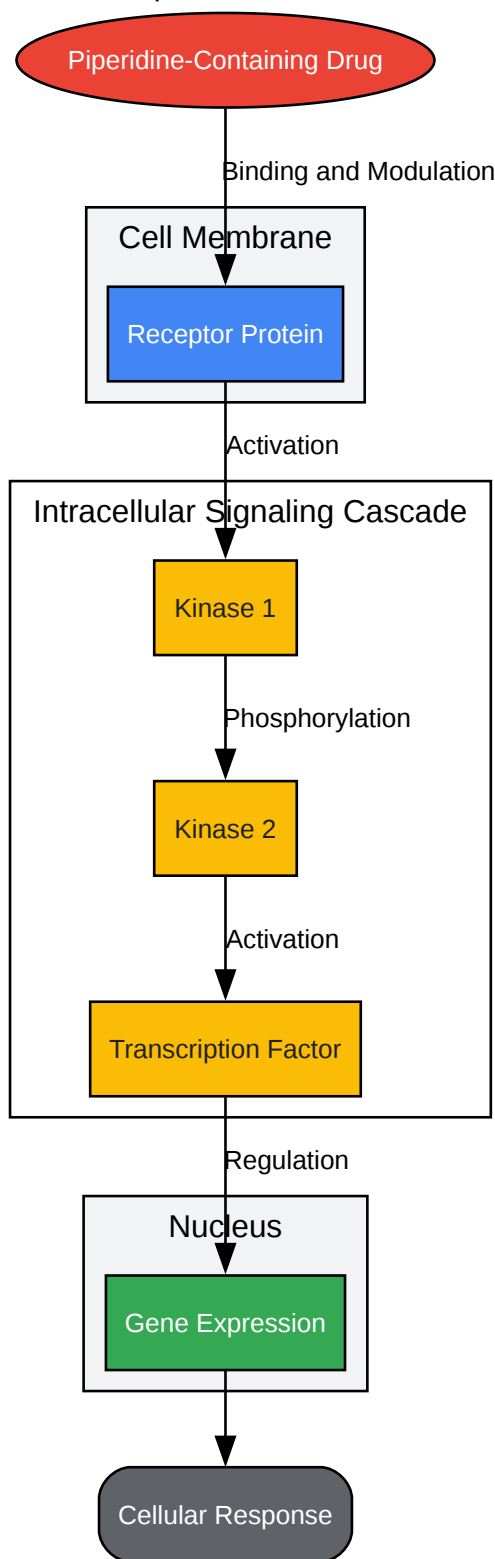 Piperidine-Containing Drug
Binding and Modulation
Cell Membrane
Receptor Protein
Activation
Intracellular Signaling Cascade
Kinase 1
Phosphorylation
Kinase 2
Activation
Transcription Factor
Regulation
Nucleus
Gene Expression
Cellular Response